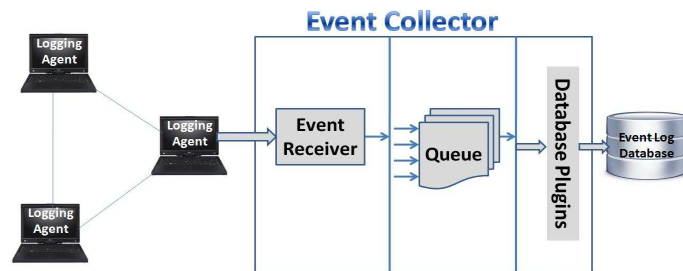 Event Collector
Logging
Agent
Logging
Agent
Logging
Agent
Event
Receiver
Queue
Database Plugins
Event Log
Database